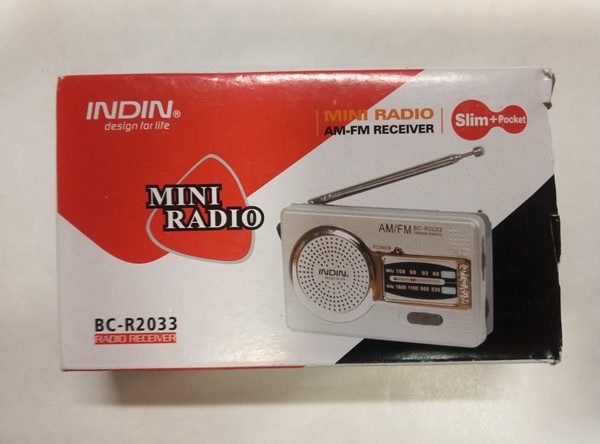 INDIN®
design for life
MINI RADIO
AM-FM RECEIVER
Slim+Pocket
MINI
RADIO
AM/FM BC-R2033
POWER
INDIN
MHz 108 98 92 88
KHz 1600 1100 800 530
BC-R2033
RADIO RECEIVER